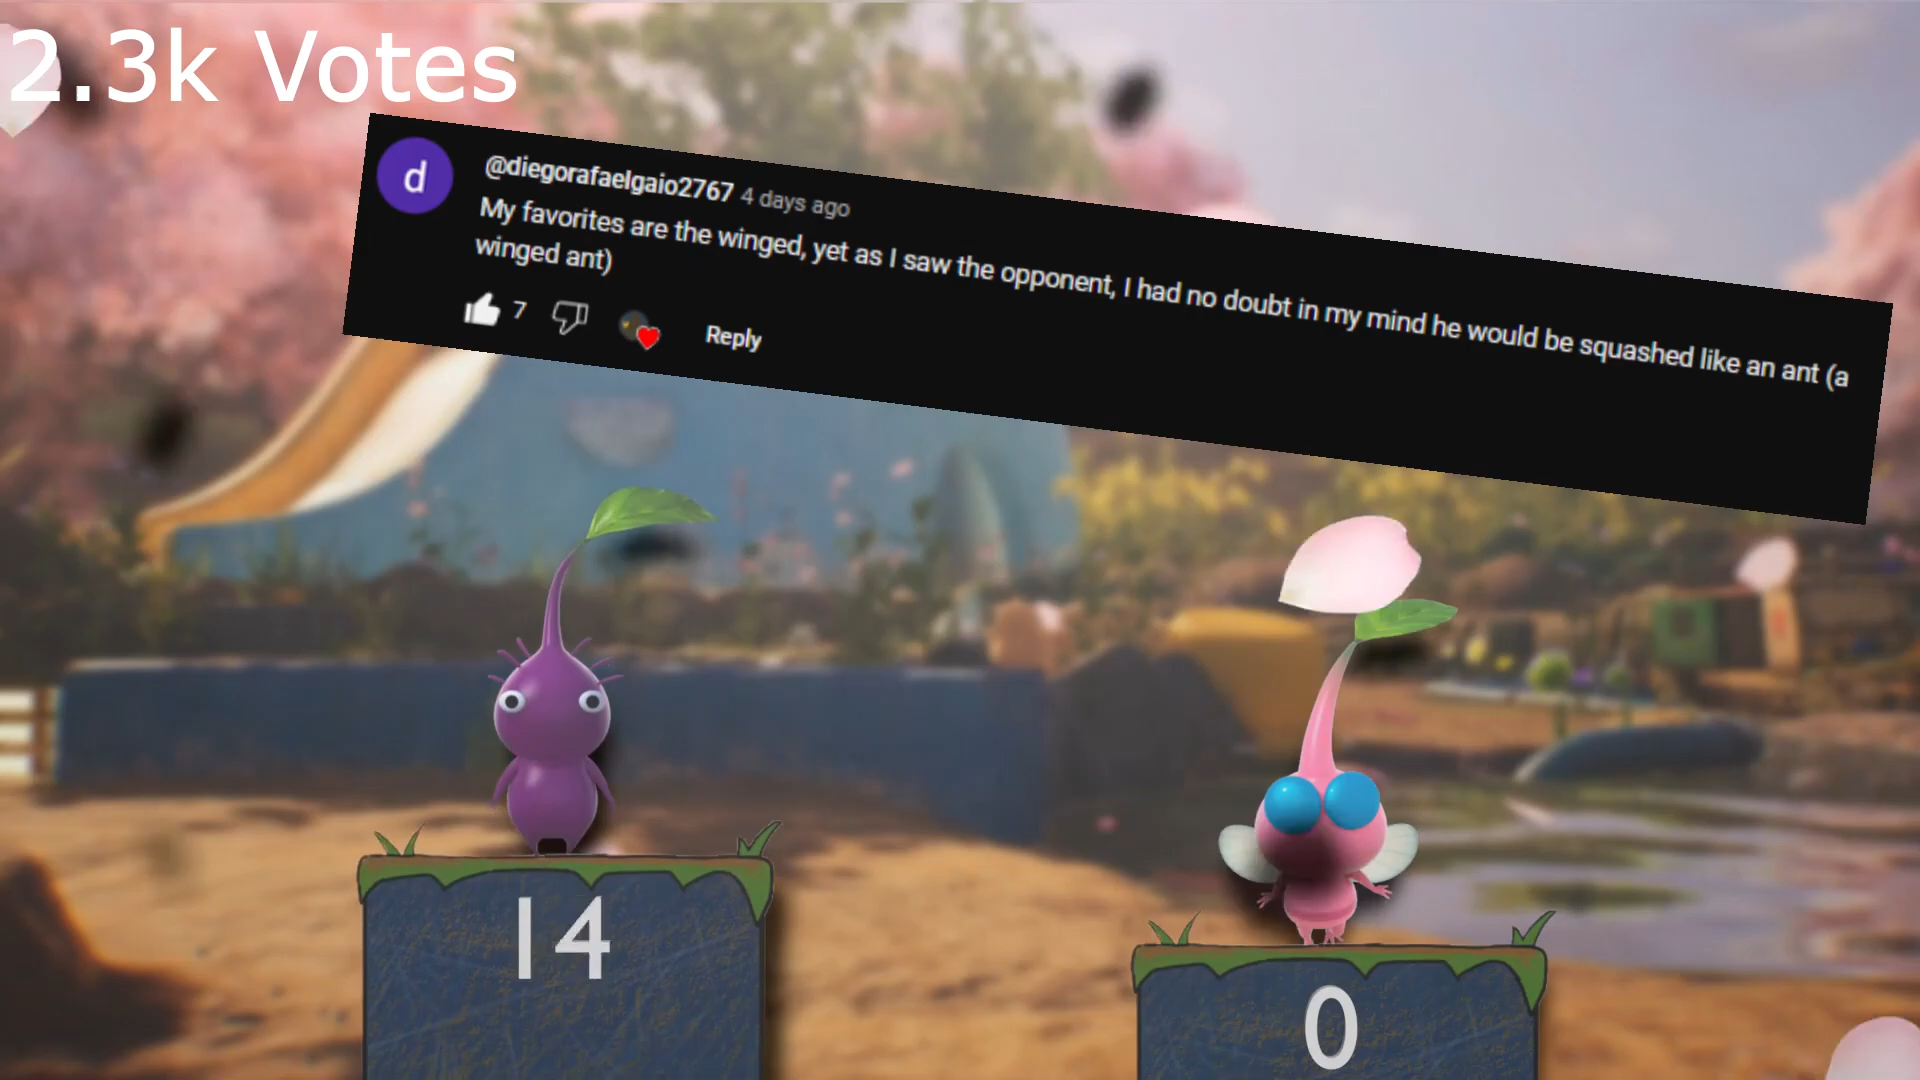 2.3k Votes
d
@diegorafaelgaio2767 4 days ago
My favorites are the winged, yet as I saw the opponent, I had no doubt in my mind he would be squashed like an ant (a
winged ant)
7
Reply
14
0